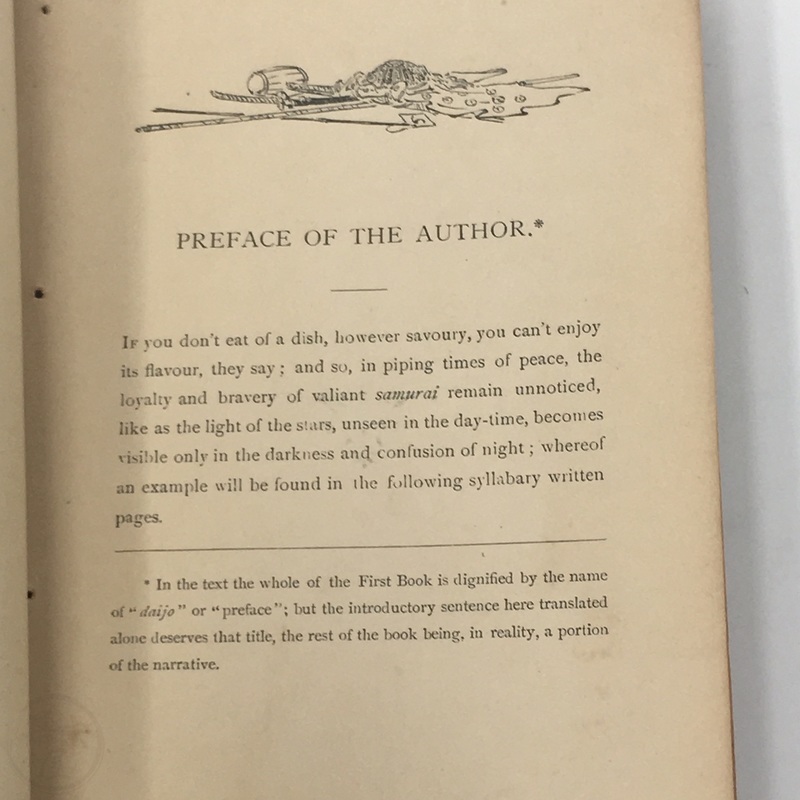 PREFACE OF THE AUTHOR.*
IF you don't eat of a dish, however savoury, you can't enjoy
its flavour, they say; and so, in piping times of peace, the
loyalty and bravery of valiant samurai remain unnoticed,
like as the light of the stars, unseen in the day-time, becomes
visible only in the darkness and confusion of night; whereof
an example will be found in the following syllabary written
pages.
* In the text the whole of the First Book is dignified by the name
of "daijo" or "preface"; but the introductory sentence here translated
alone deserves that title, the rest of the book being, in reality, a portion
of the narrative.